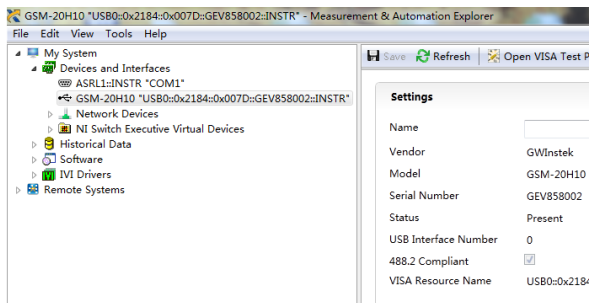 GSM-20H10 "USB0::0x2184::0x007D::GEV858002::INSTR" - Measurement & Automation Explorer
File Edit View Tools Help
My System
Devices and Interfaces
ASRL1::INSTR "COM1"
GSM-20H10 "USB0::0x2184::0x007D::GEV858002::INSTR"
Network Devices
NI Switch Executive Virtual Devices
Historical Data
Software
IVI Drivers
Remote Systems
Save Refresh Open VISA Test P
Settings
Name
Vendor GWInstek
Model GSM-20H10
Serial Number GEV858002
Status Present
USB Interface Number 0
488.2 Compliant
VISA Resource Name USB0::0x2184